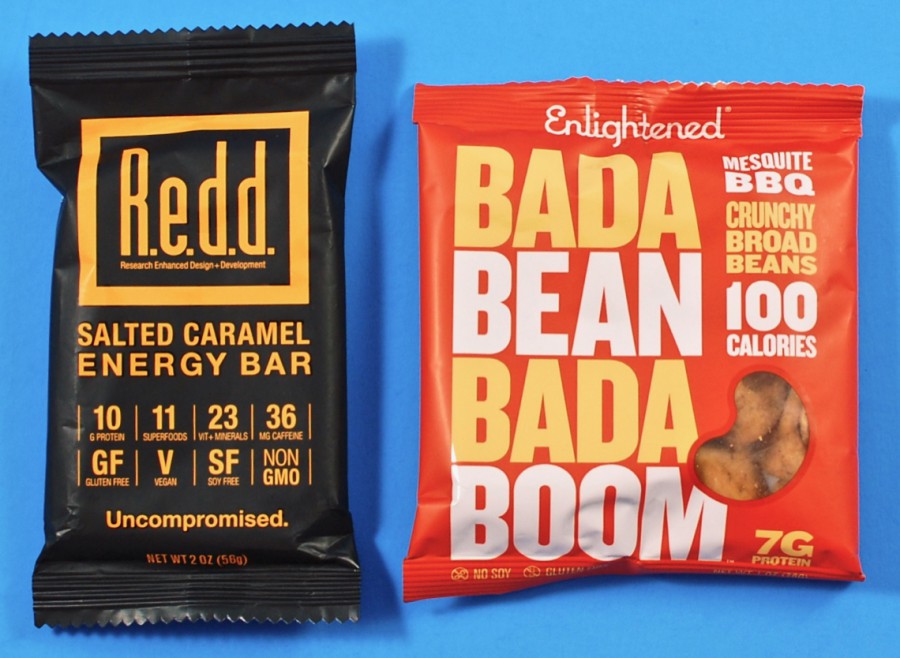 R.e.d.d.
Research Enhanced Design + Development
SALTED CARAMEL
ENERGY BAR
10
G PROTEIN
11
SUPERFOODS
23
VIT + MINERALS
36
MG CAFFEINE
GF
GLUTEN FREE
V
VEGAN
SF
SOY FREE
NON
GMO
Uncompromised.
NET WT 2 OZ (56g)
Enlightened®
BADA
BEAN
BADA
BOOM™
MESQUITE
BBQ
CRUNCHY
BROAD
BEANS
100
CALORIES
7G
PROTEIN
NO SOY
GLUTEN